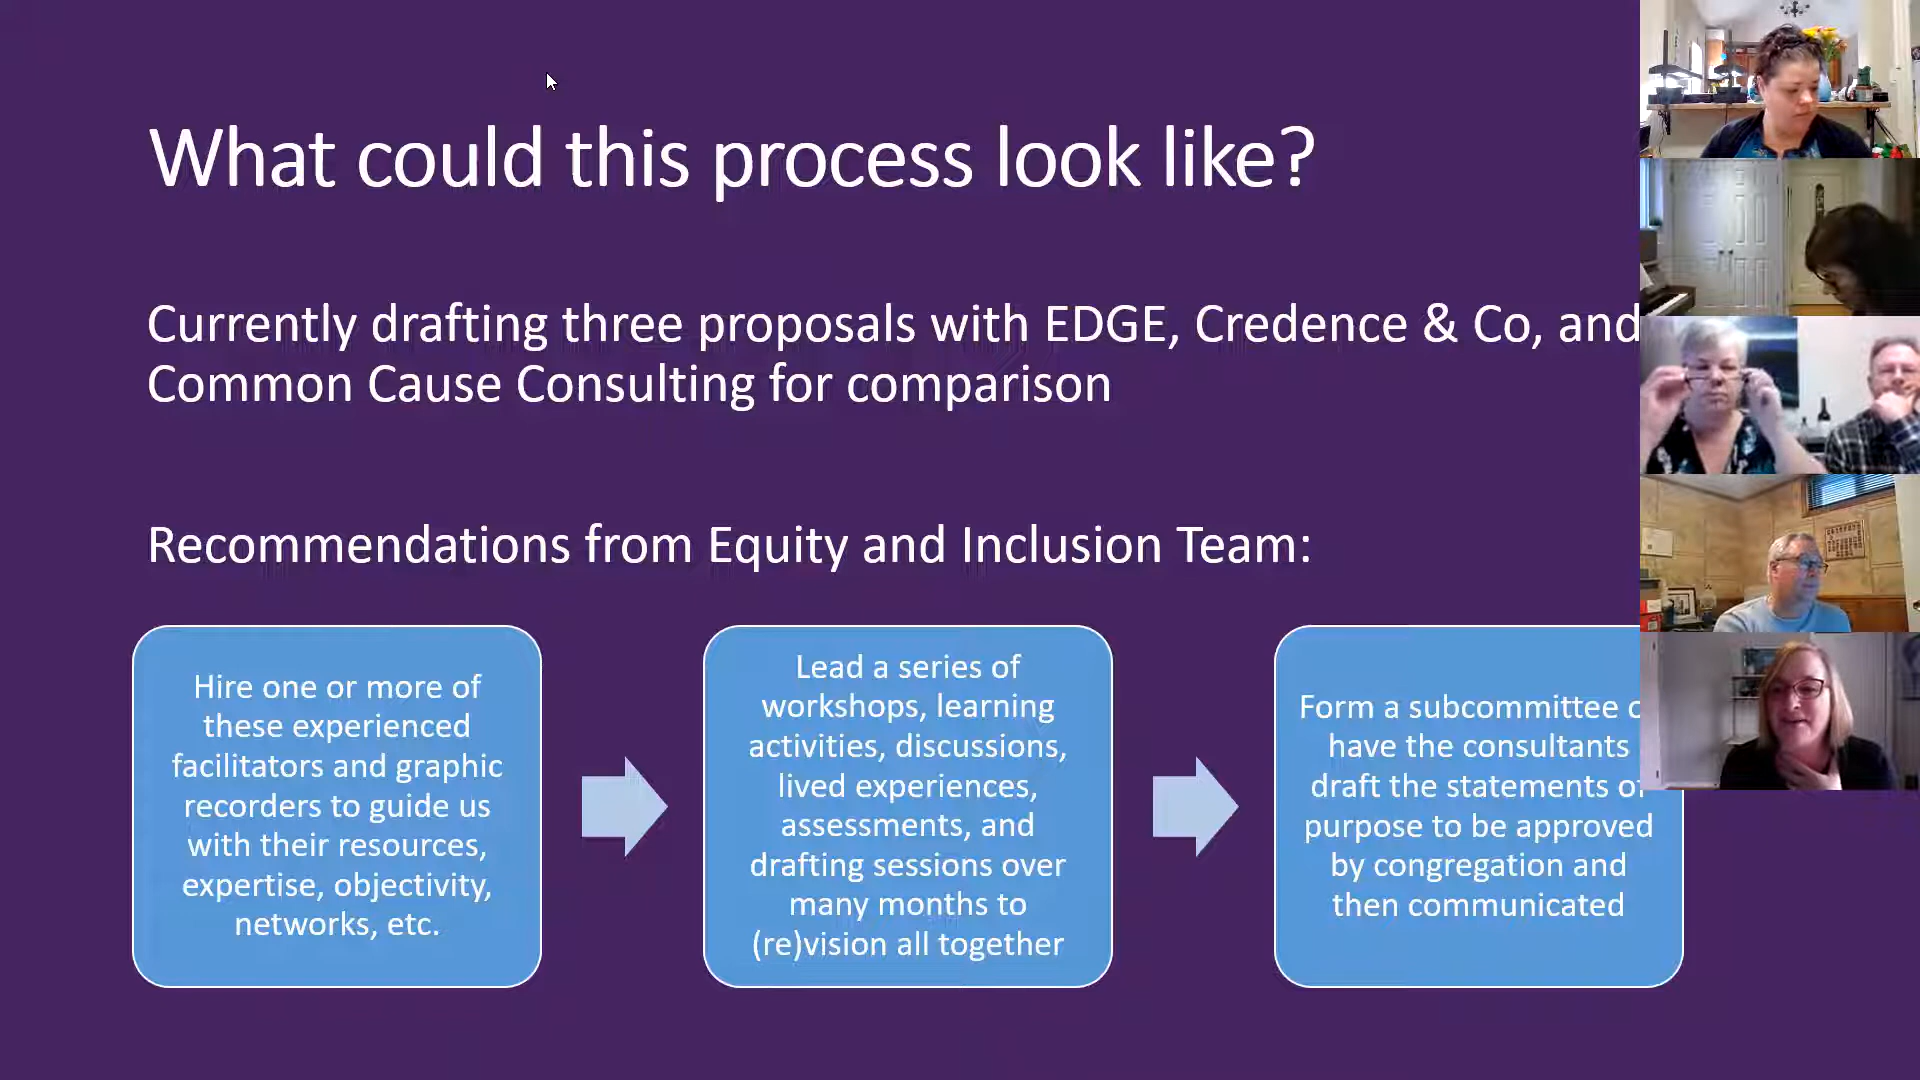 What could this process look like?
Currently drafting three proposals with EDGE, Credence & Co, and
Common Cause Consulting for comparison
Recommendations from Equity and Inclusion Team:
Hire one or more of
these experienced
facilitators and graphic
recorders to guide us
with their resources,
expertise, objectivity,
networks, etc.
Lead a series of
workshops, learning
activities, discussions,
lived experiences,
assessments, and
drafting sessions over
many months to
(re)vision all together
Form a subcommittee
have the consultants
draft the statements of
purpose to be approved
by congregation and
then communicated